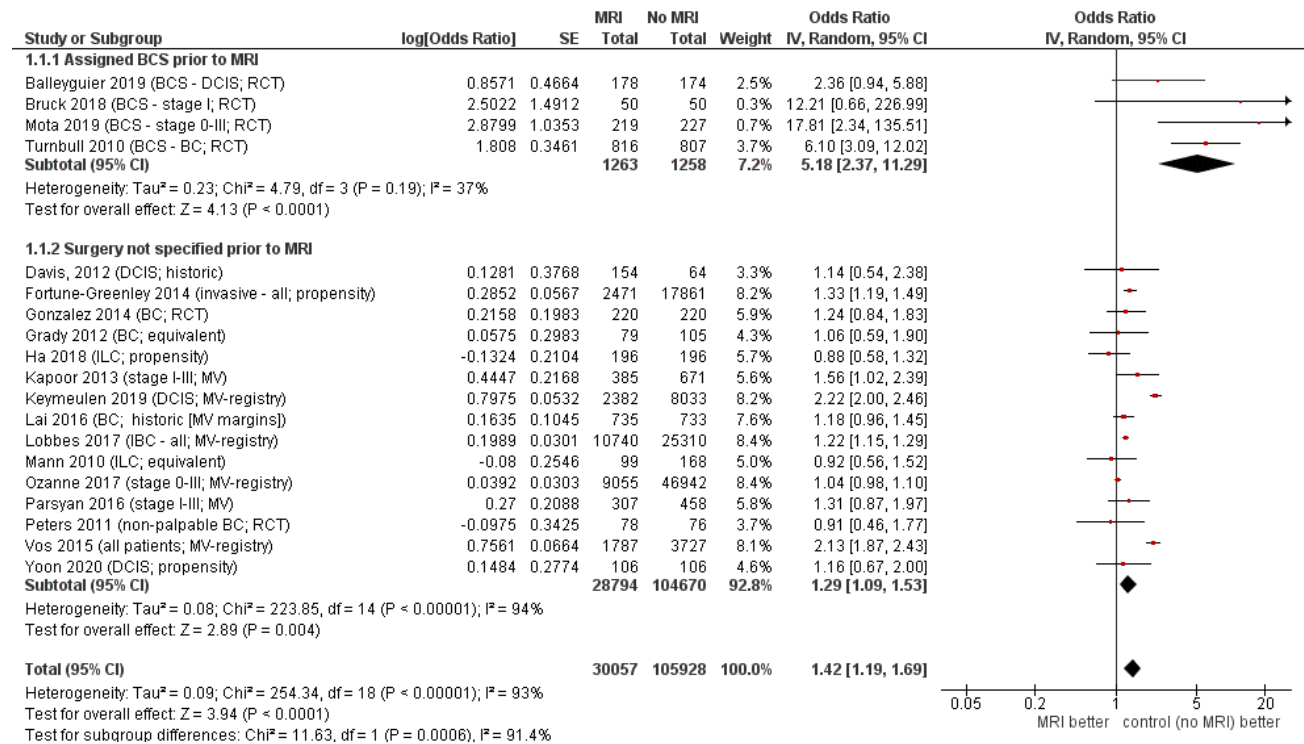 MRI No MRI Odds Ratio Odds Ratio
Study or Subgroup log[Odds Ratio] SE Total Total Weight IV, Random, 95% CI IV, Random, 95% CI
1.1.1 Assigned BCS prior to MRI
Balleyguier 2019 (BCS - DCIS; RCT) 0.8571 0.4664 178 174 2.5% 2.36 [0.94, 5.88]
Bruck 2018 (BCS - stage I; RCT) 2.5022 1.4912 50 50 0.3% 12.21 [0.66, 226.99]
Mota 2019 (BCS - stage 0-III; RCT) 2.8799 1.0353 219 227 0.7% 17.81 [2.34, 135.51]
Turnbull 2010 (BCS - BC; RCT) 1.808 0.3461 816 807 3.7% 6.10 [3.09, 12.02]
Subtotal (95% CI) 1263 1258 7.2% 5.18 [2.37, 11.29]
Heterogeneity: Tau² = 0.23; Chi² = 4.79, df = 3 (P = 0.19); I² = 37%
Test for overall effect: Z = 4.13 (P < 0.0001)
1.1.2 Surgery not specified prior to MRI
Davis, 2012 (DCIS; historic) 0.1281 0.3768 154 64 3.3% 1.14 [0.54, 2.38]
Fortune-Greenley 2014 (invasive - all; propensity) 0.2852 0.0567 2471 17861 8.2% 1.33 [1.19, 1.49]
Gonzalez 2014 (BC; RCT) 0.2158 0.1983 220 220 5.9% 1.24 [0.84, 1.83]
Grady 2012 (BC; equivalent) 0.0575 0.2983 79 105 4.3% 1.06 [0.59, 1.90]
Ha 2018 (ILC; propensity) -0.1324 0.2104 196 196 5.7% 0.88 [0.58, 1.32]
Kapoor 2013 (stage I-III; MV) 0.4447 0.2168 385 671 5.6% 1.56 [1.02, 2.39]
Keymeulen 2019 (DCIS; MV-registry) 0.7975 0.0532 2382 8033 8.2% 2.22 [2.00, 2.46]
Lai 2016 (BC; historic [MV margins]) 0.1635 0.1045 735 733 7.6% 1.18 [0.96, 1.45]
Lobbes 2017 (IBC - all; MV-registry) 0.1989 0.0301 10740 25310 8.4% 1.22 [1.15, 1.29]
Mann 2010 (ILC; equivalent) -0.08 0.2546 99 168 5.0% 0.92 [0.56, 1.52]
Ozanne 2017 (stage 0-III; MV-registry) 0.0392 0.0303 9055 46942 8.4% 1.04 [0.98, 1.10]
Parsyan 2016 (stage I-III; MV) 0.27 0.2088 307 458 5.8% 1.31 [0.87, 1.97]
Peters 2011 (non-palpable BC; RCT) -0.0975 0.3425 78 76 3.7% 0.91 [0.46, 1.77]
Vos 2015 (all patients; MV-registry) 0.7561 0.0664 1787 3727 8.1% 2.13 [1.87, 2.43]
Yoon 2020 (DCIS; propensity) 0.1484 0.2774 106 106 4.6% 1.16 [0.67, 2.00]
Subtotal (95% CI) 28794 104670 92.8% 1.29 [1.09, 1.53]
Heterogeneity: Tau² = 0.08; Chi² = 223.85, df = 14 (P < 0.00001); I² = 94%
Test for overall effect: Z = 2.89 (P = 0.004)
Total (95% CI) 30057 105928 100.0% 1.42 [1.19, 1.69]
Heterogeneity: Tau² = 0.09; Chi² = 254.34, df = 18 (P < 0.00001); I² = 93%
Test for overall effect: Z = 3.94 (P < 0.0001)
Test for subgroup differences: Chi² = 11.63, df = 1 (P = 0.0006), I² = 91.4%
0.05 0.2 1 5 20
MRI better control (no MRI) better